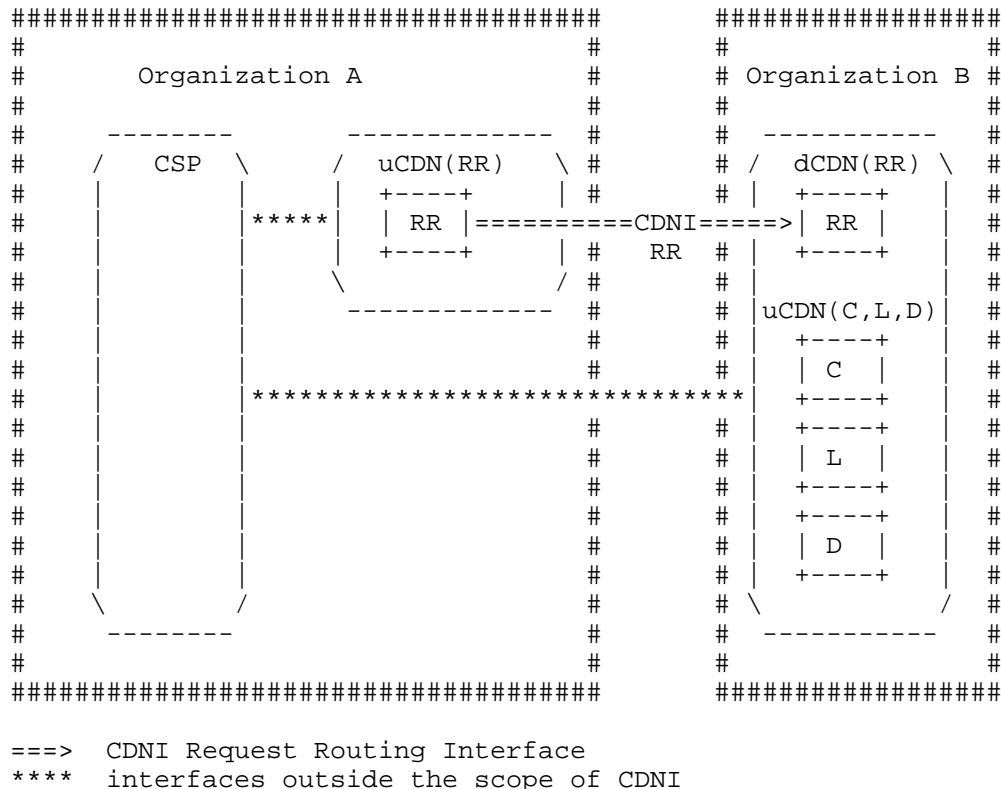 Organization A Organization B
CSP uCDN(RR) dCDN(RR)
RR CDNI RR
RR
uCDN(C,L,D)
C
L
D
===> CDNI Request Routing Interface
**** interfaces outside the scope of CDNI